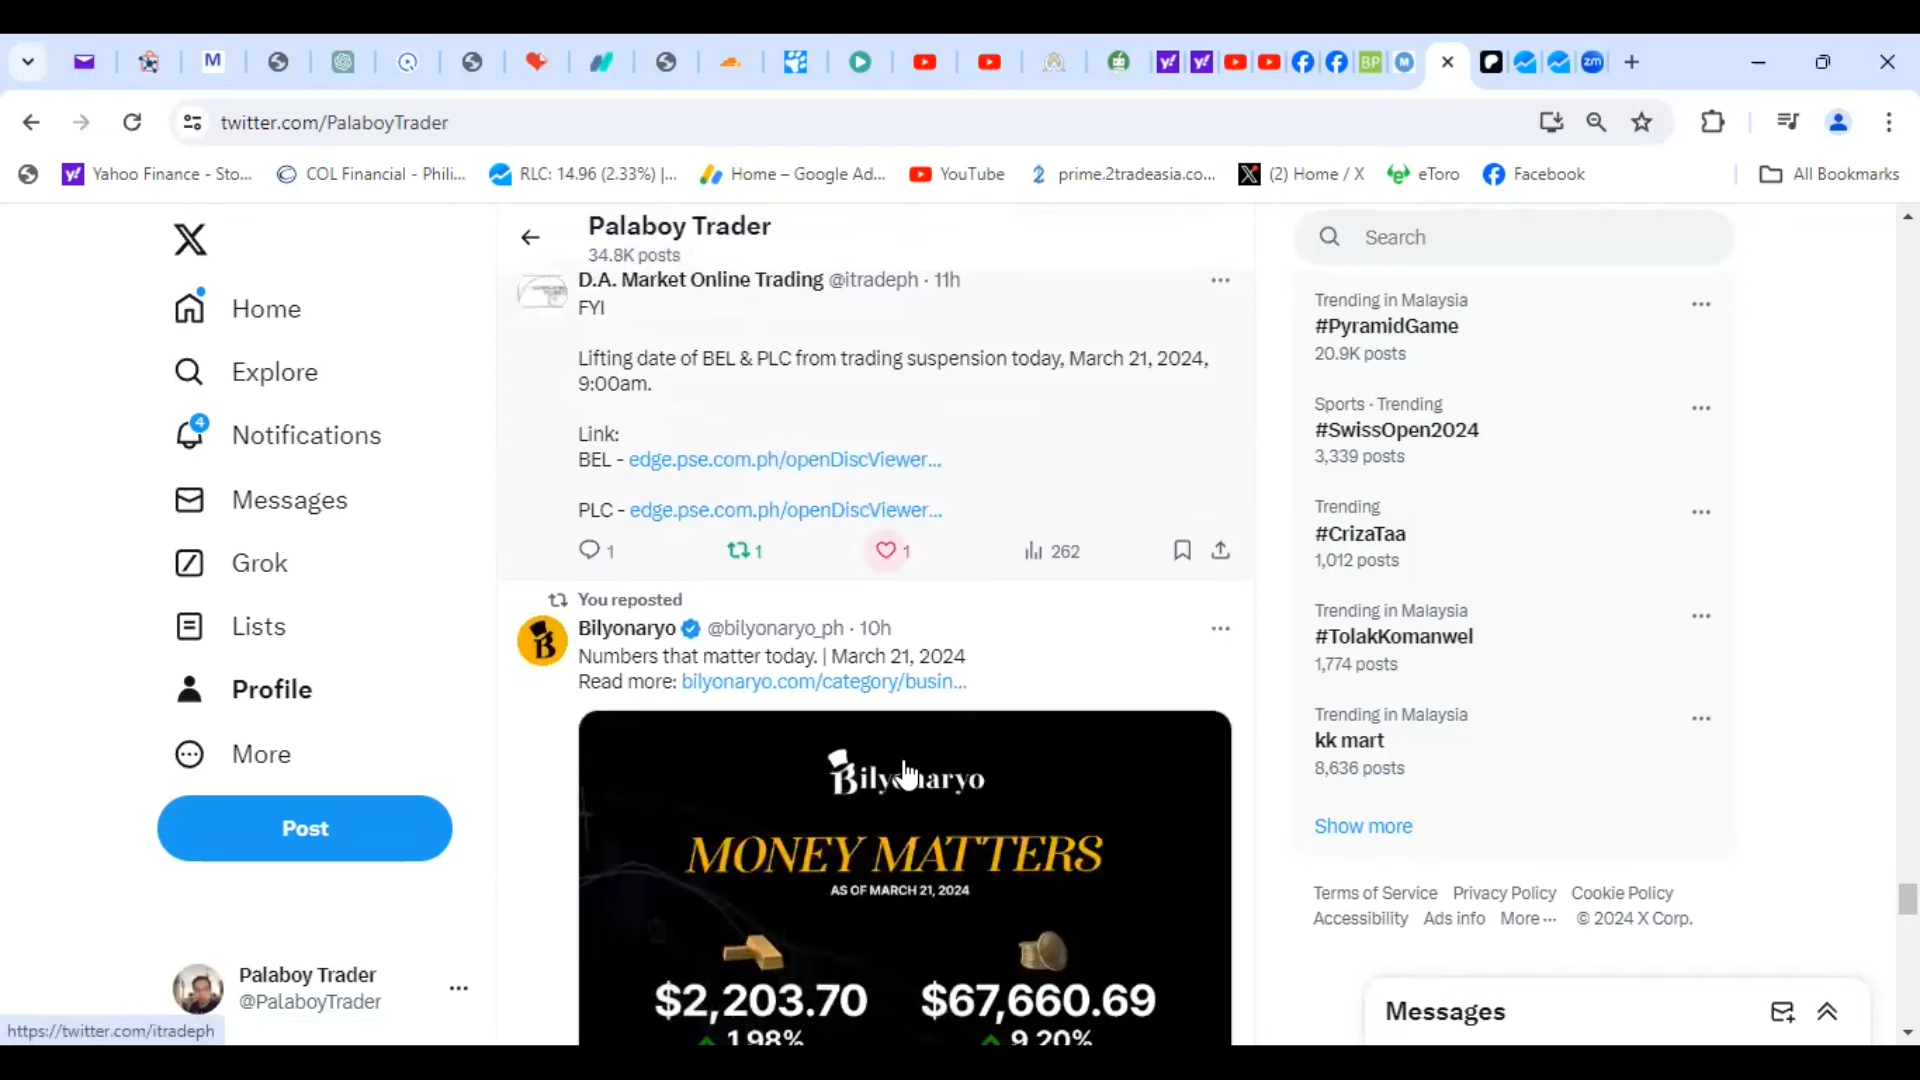 twitter.com/PalaboyTrader
Yahoo Finance - Sto...
COL Financial - Phili...
RLC: 14.96 (2.33%) |...
Home – Google Ad...
YouTube
prime.2tradeasia.co...
(2) Home / X
eToro
Facebook
All Bookmarks
Home
Explore
4
Notifications
Messages
Grok
Lists
Profile
More
Post
Palaboy Trader
@PalaboyTrader
https://twitter.com/itradeph
Palaboy Trader
34.8K posts
D.A. Market Online Trading @itradeph · 11h
FYI
Lifting date of BEL & PLC from trading suspension today, March 21, 2024,
9:00am.
Link:
BEL - edge.pse.com.ph/openDiscViewer...
PLC - edge.pse.com.ph/openDiscViewer...
1 1 1 262
You reposted
Bilyonaryo @bilyonaryo_ph · 10h
Numbers that matter today. | March 21, 2024
Read more: bilyonaryo.com/category/busin...
Bilyonaryo
MONEY MATTERS
AS OF MARCH 21, 2024
$2,203.70 $67,660.69
1.98% 9.20%
Search
Trending in Malaysia
#PyramidGame
20.9K posts
Sports · Trending
#SwissOpen2024
3,339 posts
Trending
#CrizaTaa
1,012 posts
Trending in Malaysia
#TolakKomanwel
1,774 posts
Trending in Malaysia
kk mart
8,636 posts
Show more
Terms of Service Privacy Policy Cookie Policy
Accessibility Ads info More ··· © 2024 X Corp.
Messages